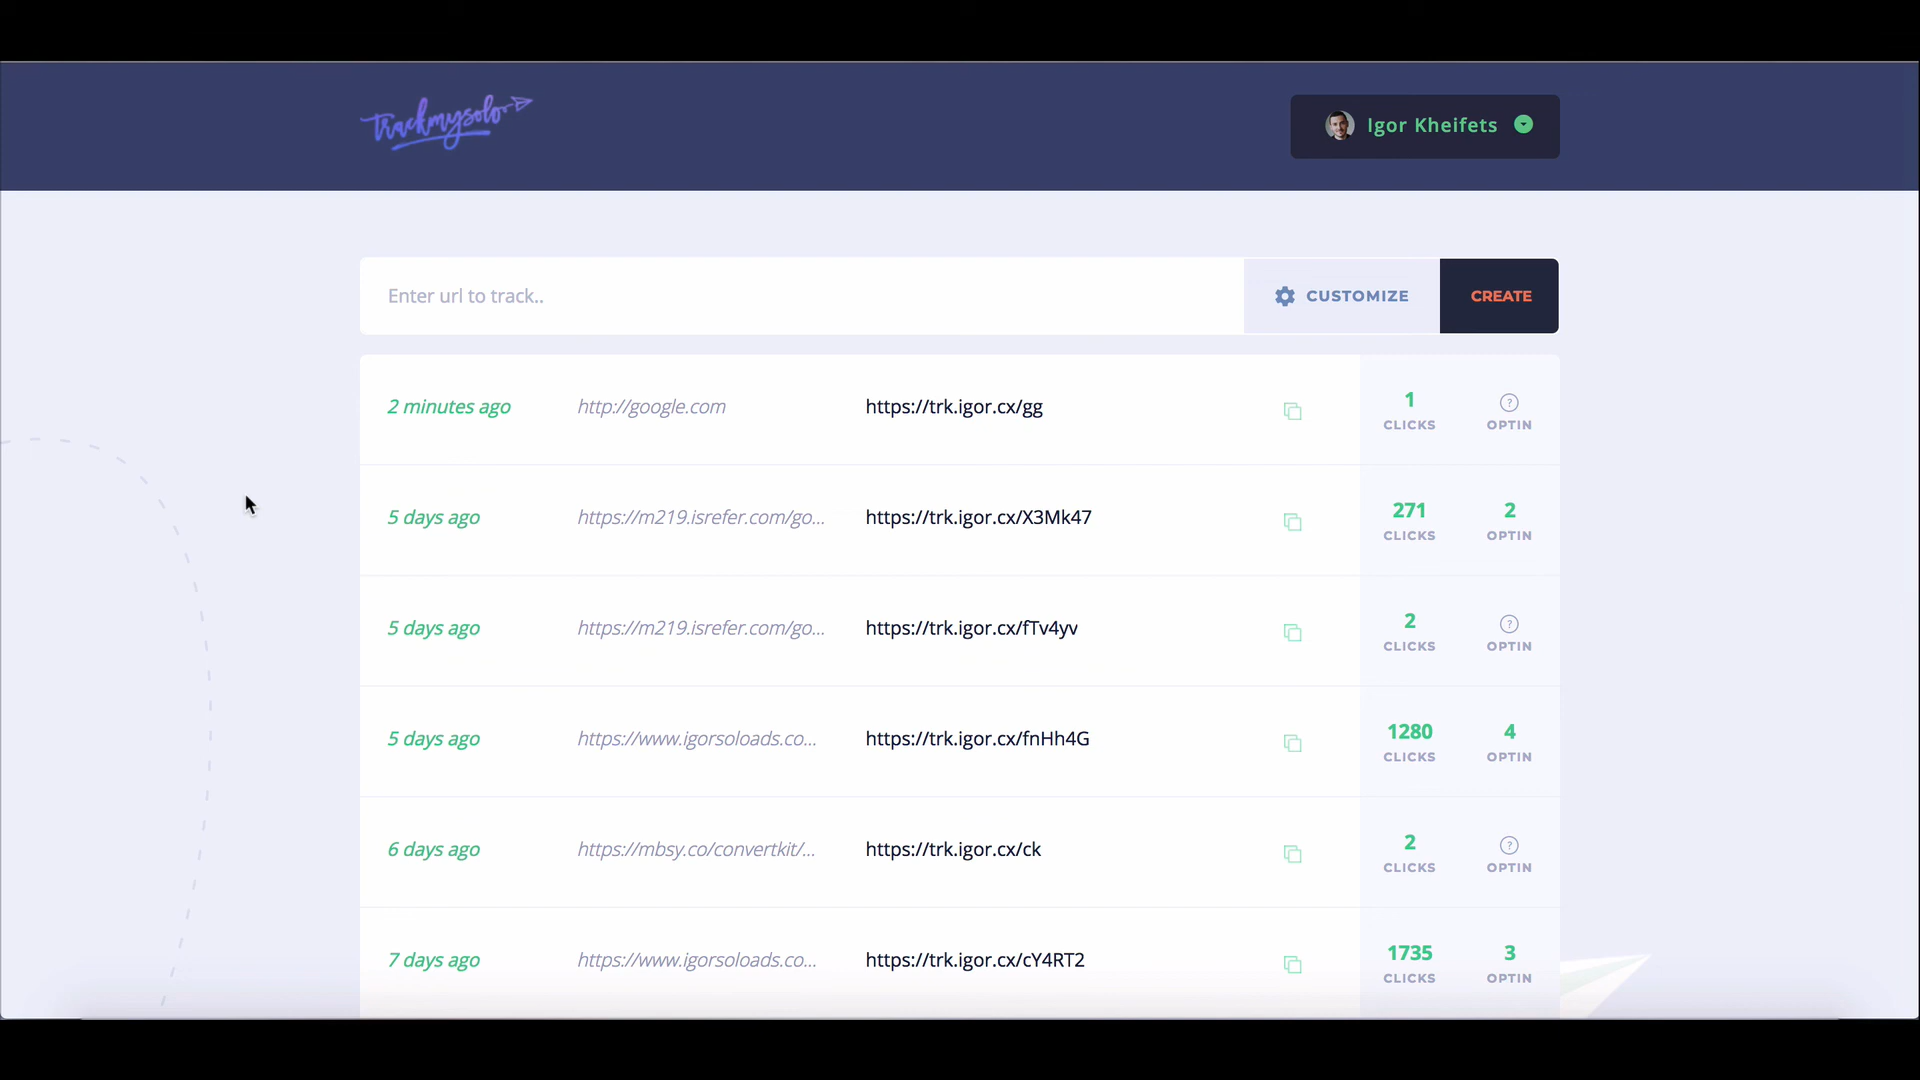 trackmysolo
Igor Kheifets
Enter url to track..
CUSTOMIZE
CREATE
2 minutes ago http://google.com https://trk.igor.cx/gg 1 ?
CLICKS OPTIN
5 days ago https://m219.isrefer.com/go... https://trk.igor.cx/X3Mk47 271 2
CLICKS OPTIN
5 days ago https://m219.isrefer.com/go... https://trk.igor.cx/fTv4yv 2 ?
CLICKS OPTIN
5 days ago https://www.igorsoloads.co... https://trk.igor.cx/fnHh4G 1280 4
CLICKS OPTIN
6 days ago https://mbsy.co/convertkit/... https://trk.igor.cx/ck 2 ?
CLICKS OPTIN
7 days ago https://www.igorsoloads.co... https://trk.igor.cx/cY4RT2 1735 3
CLICKS OPTIN